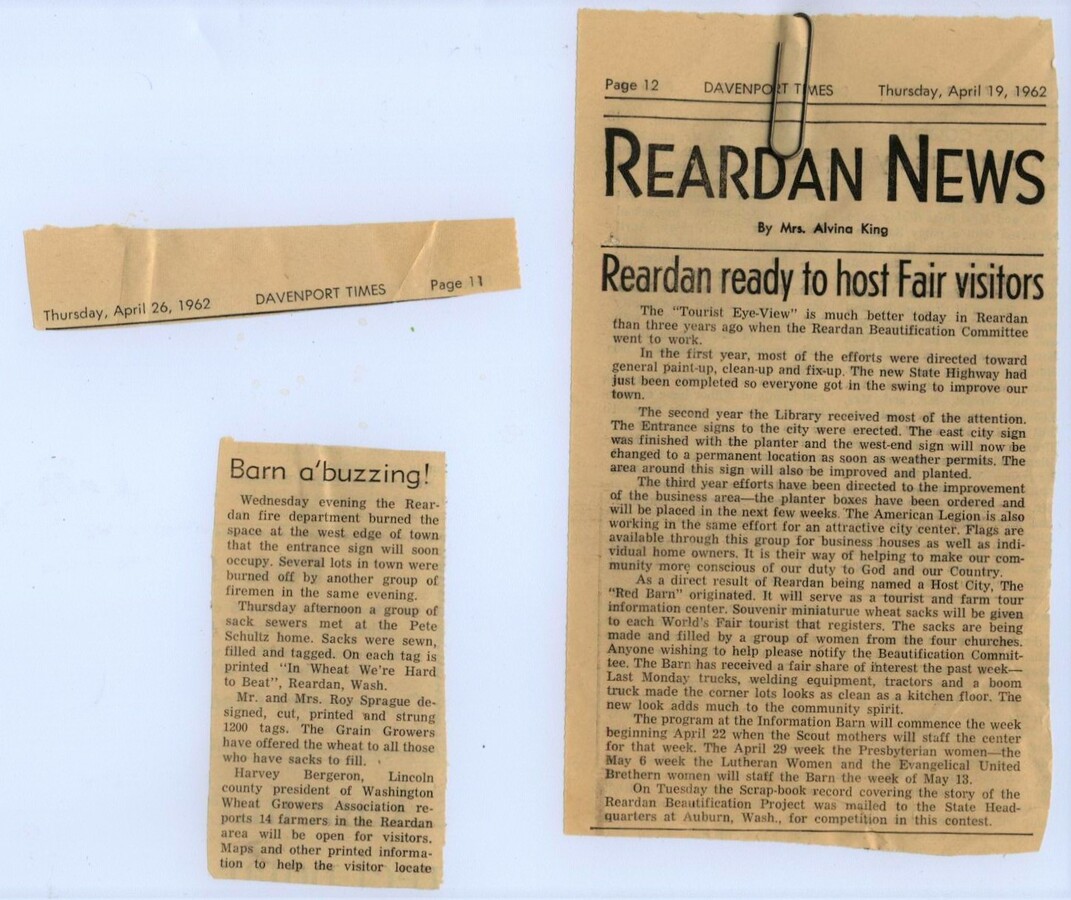 Thursday, April 26, 1962 DAVENPORT TIMES Page 11
Barn a'buzzing!
Wednesday evening the Rear-
dan fire department burned the
space at the west edge of town
that the entrance sign will soon
occupy. Several lots in town were
burned off by another group of
firemen in the same evening.
Thursday afternoon a group of
sack sewers met at the Pete
Schultz home. Sacks were sewn,
filled and tagged. On each tag is
printed "In Wheat We're Hard
to Beat", Reardan, Wash.
Mr. and Mrs. Roy Sprague de-
signed, cut, printed and strung
1200 tags. The Grain Growers
have offered the wheat to all those
who have sacks to fill.
Harvey Bergeron, Lincoln
county president of Washington
Wheat Growers Association re-
ports 14 farmers in the Reardan
area will be open for visitors.
Maps and other printed informa-
tion to help the visitor locate
Page 12 DAVENPORT TIMES Thursday, April 19, 1962
REARDAN NEWS
By Mrs. Alvina King
Reardan ready to host Fair visitors
The "Tourist Eye-View" is much better today in Reardan
than three years ago when the Reardan Beautification Committee
went to work.
In the first year, most of the efforts were directed toward
general paint-up, clean-up and fix-up. The new State Highway had
just been completed so everyone got in the swing to improve our
town.
The second year the Library received most of the attention.
The Entrance signs to the city were erected. The east city sign
was finished with the planter and the west-end sign will now be
changed to a permanent location as soon as weather permits. The
area around this sign will also be improved and planted.
The third year efforts have been directed to the improvement
of the business area—the planter boxes have been ordered and
will be placed in the next few weeks. The American Legion is also
working in the same effort for an attractive city center. Flags are
available through this group for business houses as well as indi-
vidual home owners. It is their way of helping to make our com-
munity more conscious of our duty to God and our Country.
As a direct result of Reardan being named a Host City, The
"Red Barn" originated. It will serve as a tourist and farm tour
information center. Souvenir miniaturue wheat sacks will be given
to each World's Fair tourist that registers. The sacks are being
made and filled by a group of women from the four churches.
Anyone wishing to help please notify the Beautification Commit-
tee. The Barn has received a fair share of interest the past week—
Last Monday trucks, welding equipment, tractors and a boom
truck made the corner lots looks as clean as a kitchen floor. The
new look adds much to the community spirit.
The program at the Information Barn will commence the week
beginning April 22 when the Scout mothers will staff the center
for that week. The April 29 week the Presbyterian women—the
May 6 week the Lutheran Women and the Evangelical United
Brethern women will staff the Barn the week of May 13.
On Tuesday the Scrap-book record covering the story of the
Reardan Beautification Project was mailed to the State Head-
quarters at Auburn, Wash., for competition in this contest.